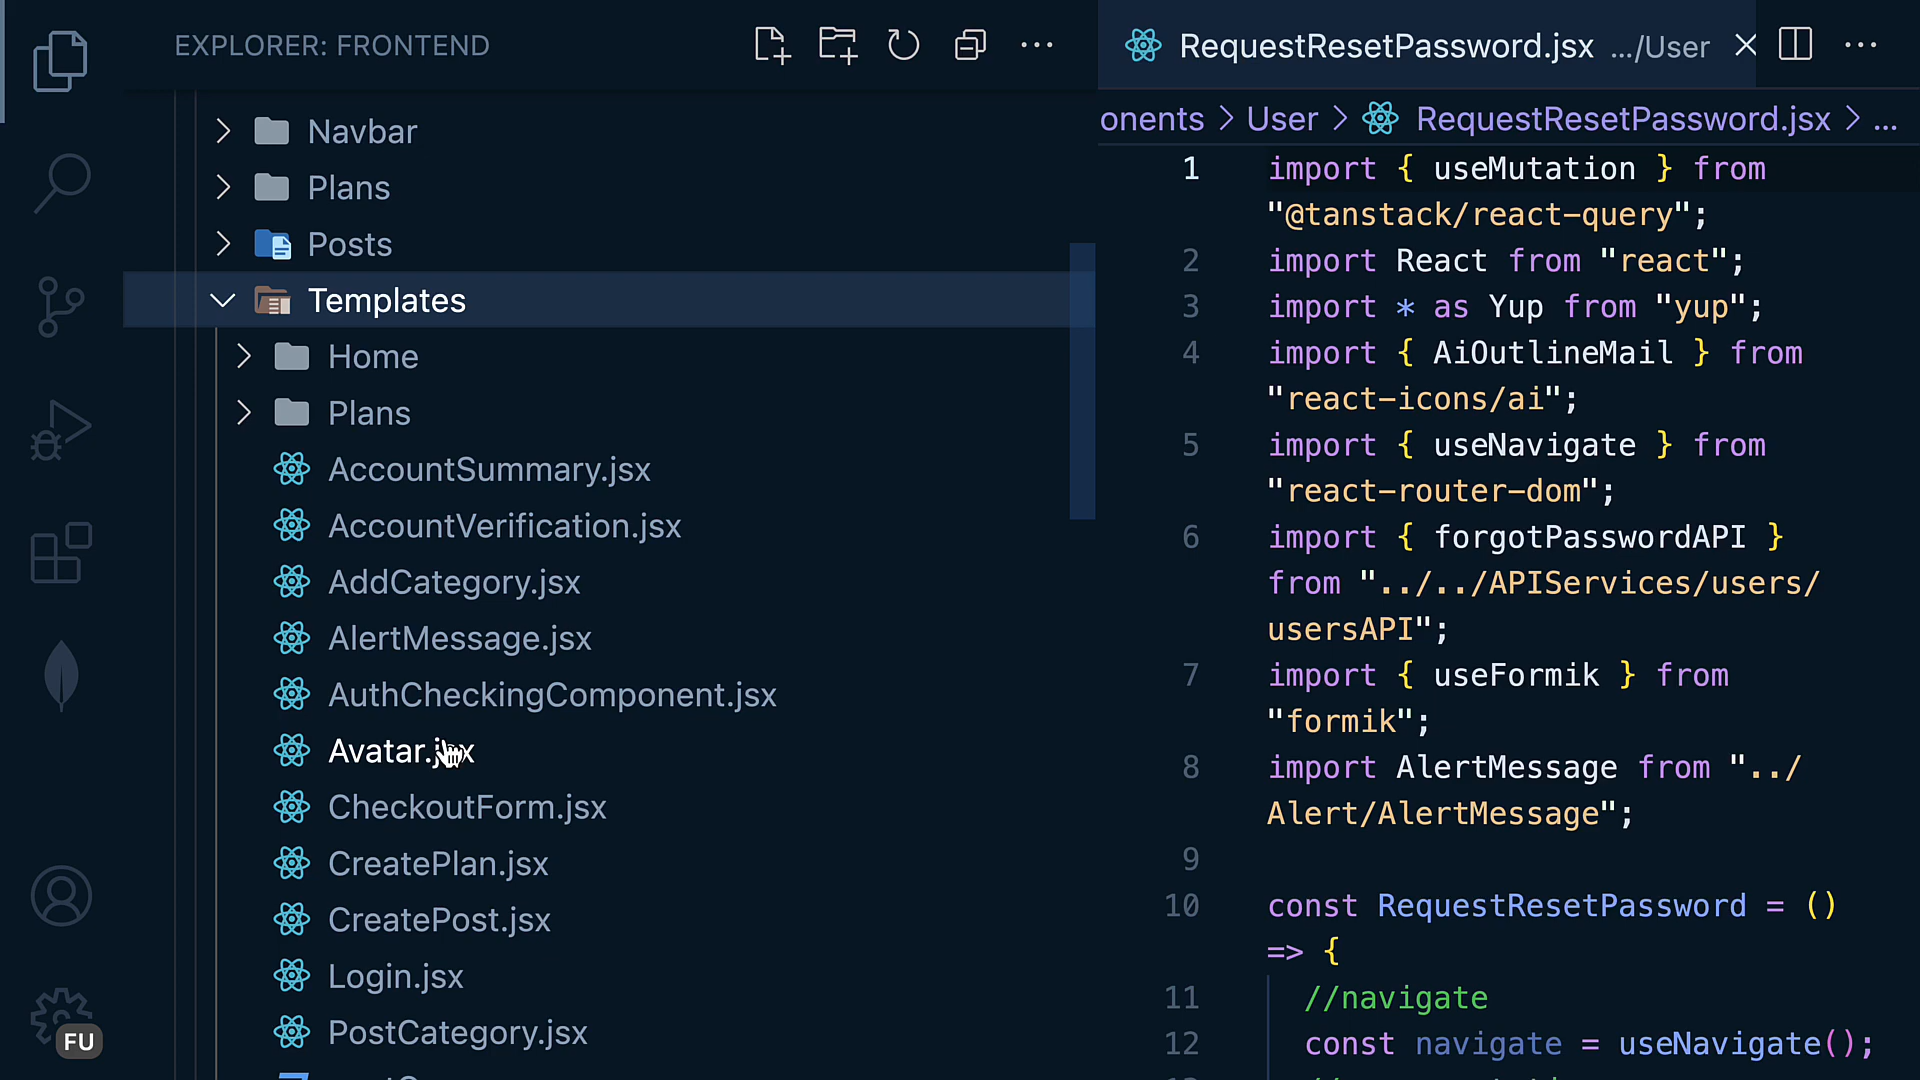 EXPLORER: FRONTEND
Navbar
Plans
Posts
Templates
Home
Plans
AccountSummary.jsx
AccountVerification.jsx
AddCategory.jsx
AlertMessage.jsx
AuthCheckingComponent.jsx
Avatar.jsx
CheckoutForm.jsx
CreatePlan.jsx
CreatePost.jsx
Login.jsx
PostCategory.jsx
FU
RequestResetPassword.jsx .../User
onents > User > RequestResetPassword.jsx > ...
1 import { useMutation } from
"@tanstack/react-query";
2 import React from "react";
3 import * as Yup from "yup";
4 import { AiOutlineMail } from
"react-icons/ai";
5 import { useNavigate } from
"react-router-dom";
6 import { forgotPasswordAPI }
from "../../APIServices/users/
usersAPI";
7 import { useFormik } from
"formik";
8 import AlertMessage from "../
Alert/AlertMessage";
9
10 const RequestResetPassword = ()
=> {
11 //navigate
12 const navigate = useNavigate();